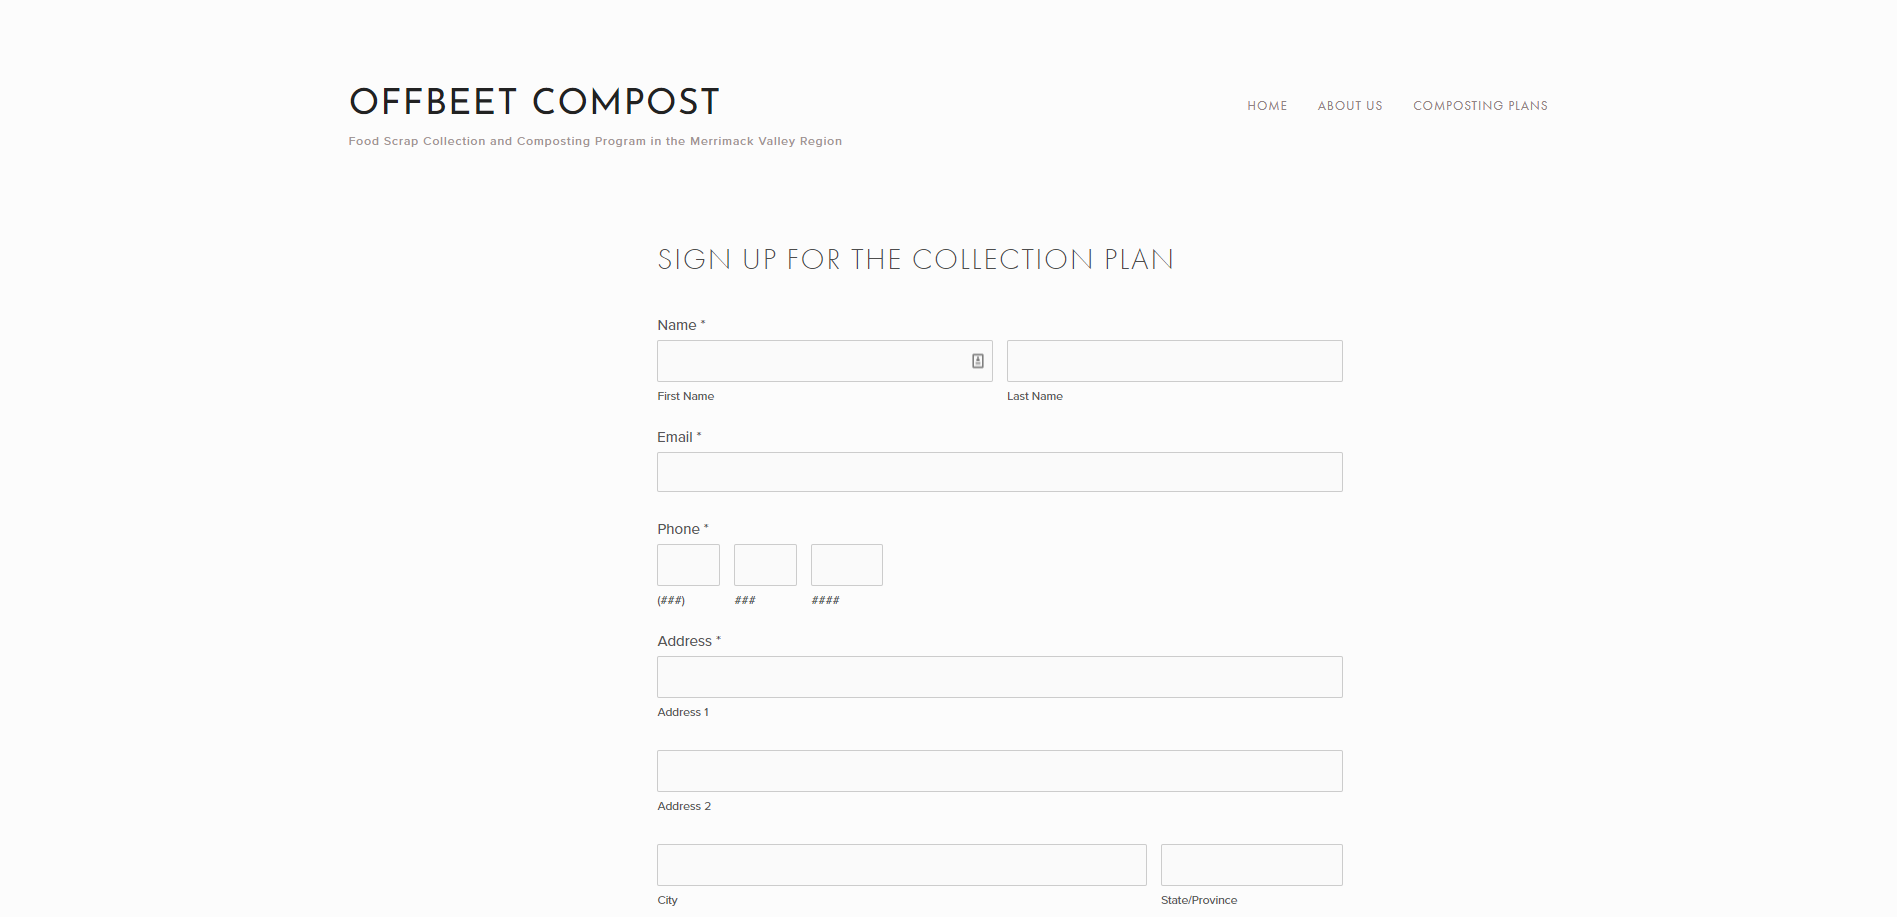 OFFBEET COMPOST
HOME ABOUT US COMPOSTING PLANS
Food Scrap Collection and Composting Program in the Merrimack Valley Region
SIGN UP FOR THE COLLECTION PLAN
Name *
First Name Last Name
Email *
Phone *
(###) ### ####
Address *
Address 1
Address 2
City State/Province